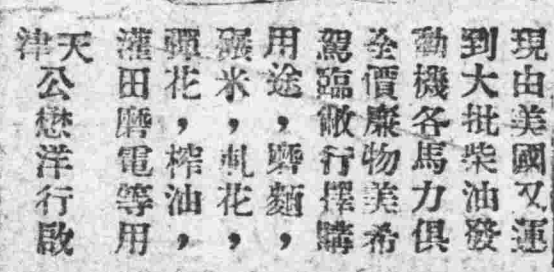 現由美國又運
到大批柴油發
動機各馬力俱
全價廉物美希
駕臨敝行擇購
用途，磨麵，
碾米，軋花，
彈花，榨油，
灌田磨電等用
天津公懋洋行啟